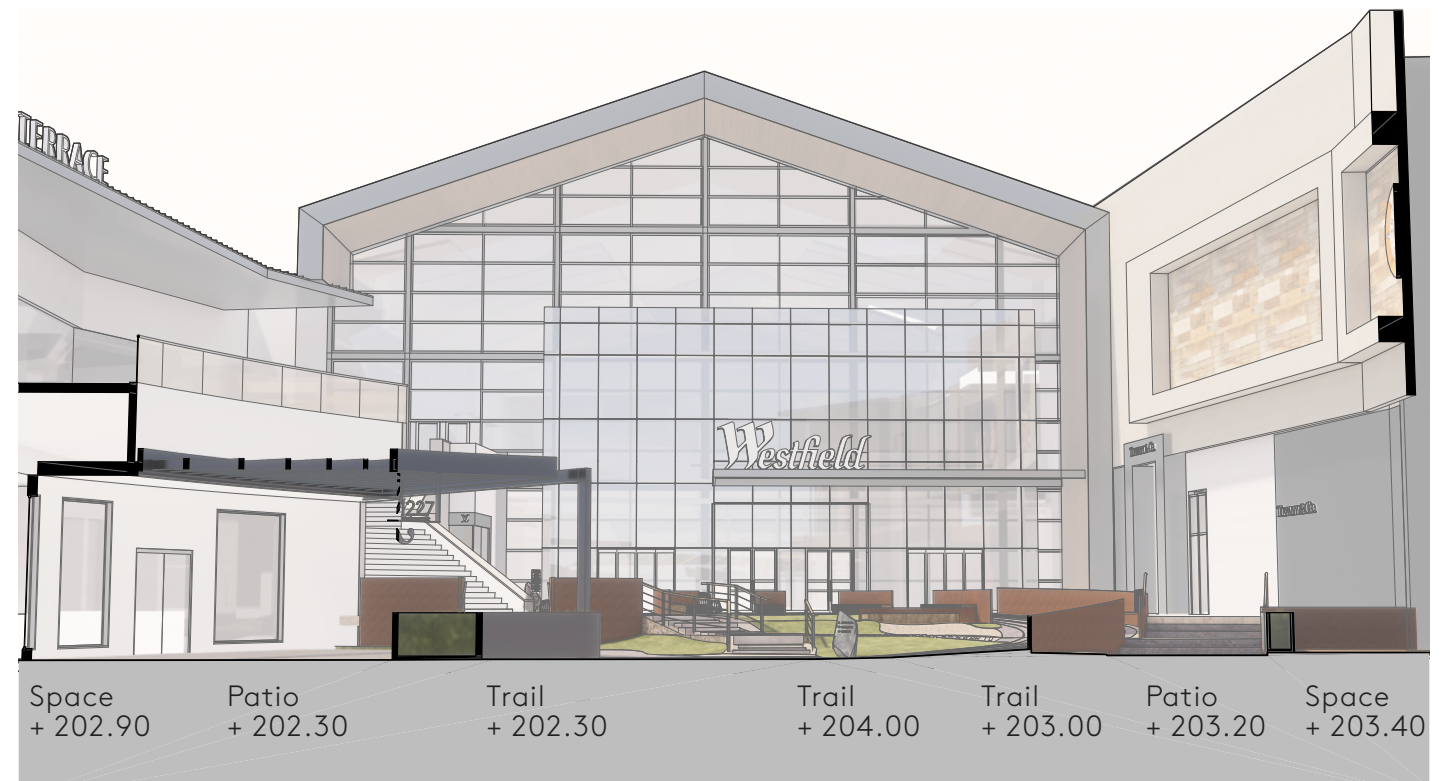 TERRACE
Westfield
227
Space
+ 202.90
Patio
+ 202.30
Trail
+ 202.30
Trail
+ 204.00
Trail
+ 203.00
Patio
+ 203.20
Space
+ 203.40